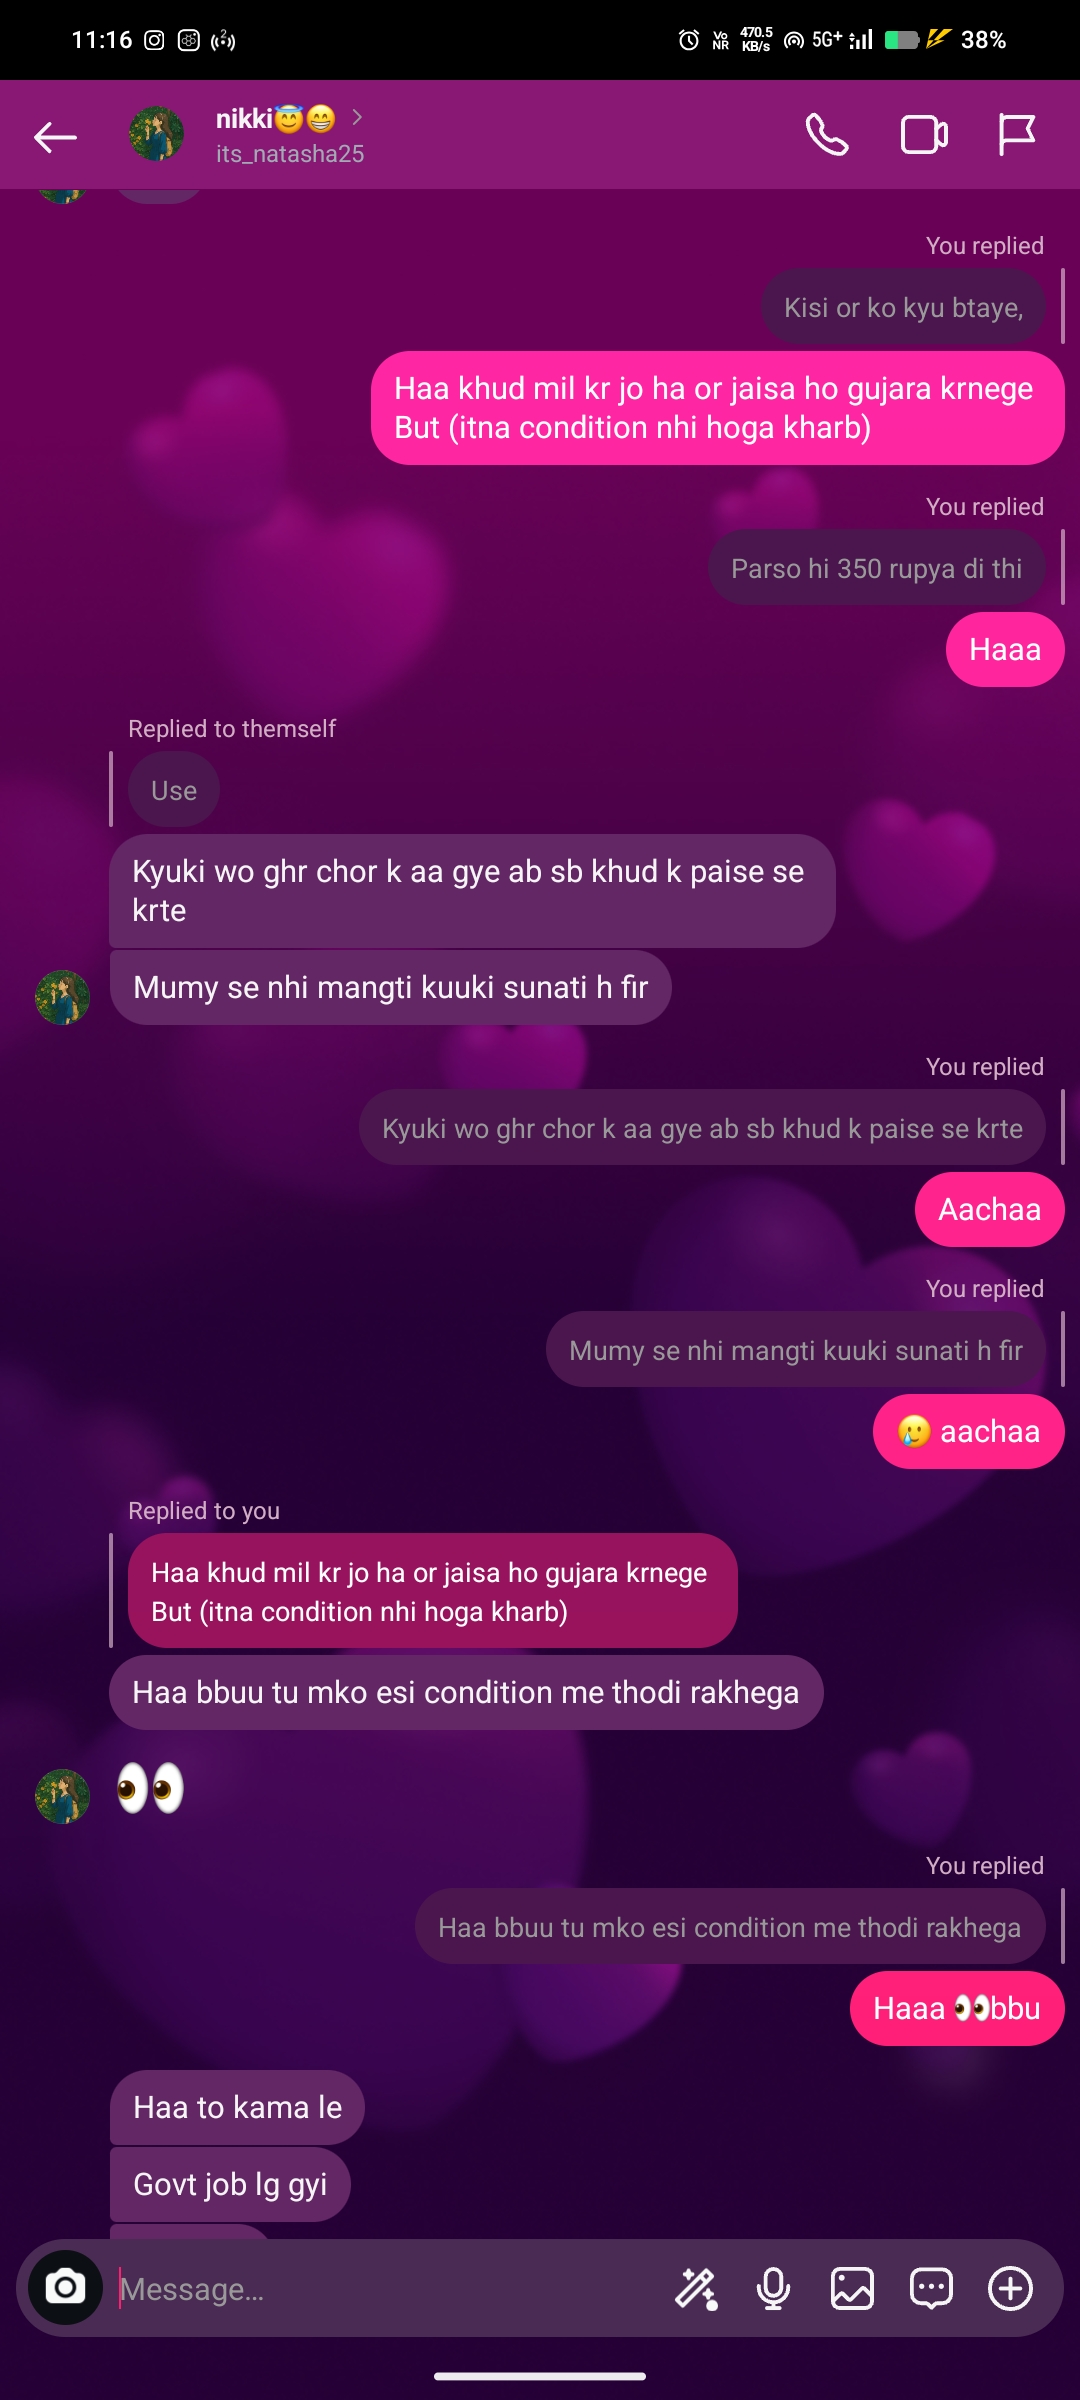 11:16
Vo NR
470.5 KB/s
5G+
38%
nikki😇😁
its_natasha25
You replied
Kisi or ko kyu btaye,
Haa khud mil kr jo ha or jaisa ho gujara krnege
But (itna condition nhi hoga kharb)
You replied
Parso hi 350 rupya di thi
Haaa
Replied to themself
Use
Kyuki wo ghr chor k aa gye ab sb khud k paise se
krte
Mumy se nhi mangti kuuki sunati h fir
You replied
Kyuki wo ghr chor k aa gye ab sb khud k paise se krte
Aachaa
You replied
Mumy se nhi mangti kuuki sunati h fir
🥲 aachaa
Replied to you
Haa khud mil kr jo ha or jaisa ho gujara krnege
But (itna condition nhi hoga kharb)
Haa bbuu tu mko esi condition me thodi rakhega
👀
You replied
Haa bbuu tu mko esi condition me thodi rakhega
Haaa 👀bbu
Haa to kama le
Govt job lg gyi
Message...